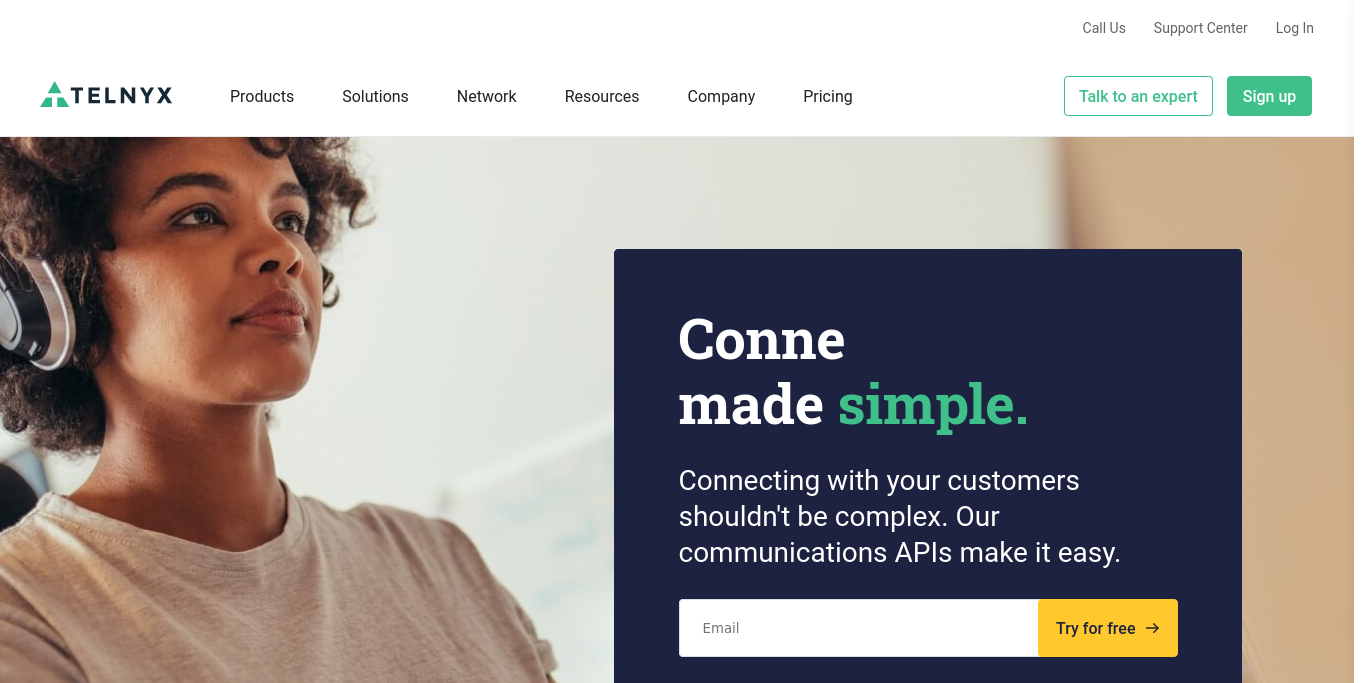 Call Us Support Center Log In
TELNYX Products Solutions Network Resources Company Pricing Talk to an expert Sign up
Conne
made simple.
Connecting with your customers
shouldn't be complex. Our
communications APIs make it easy.
Email Try for free →